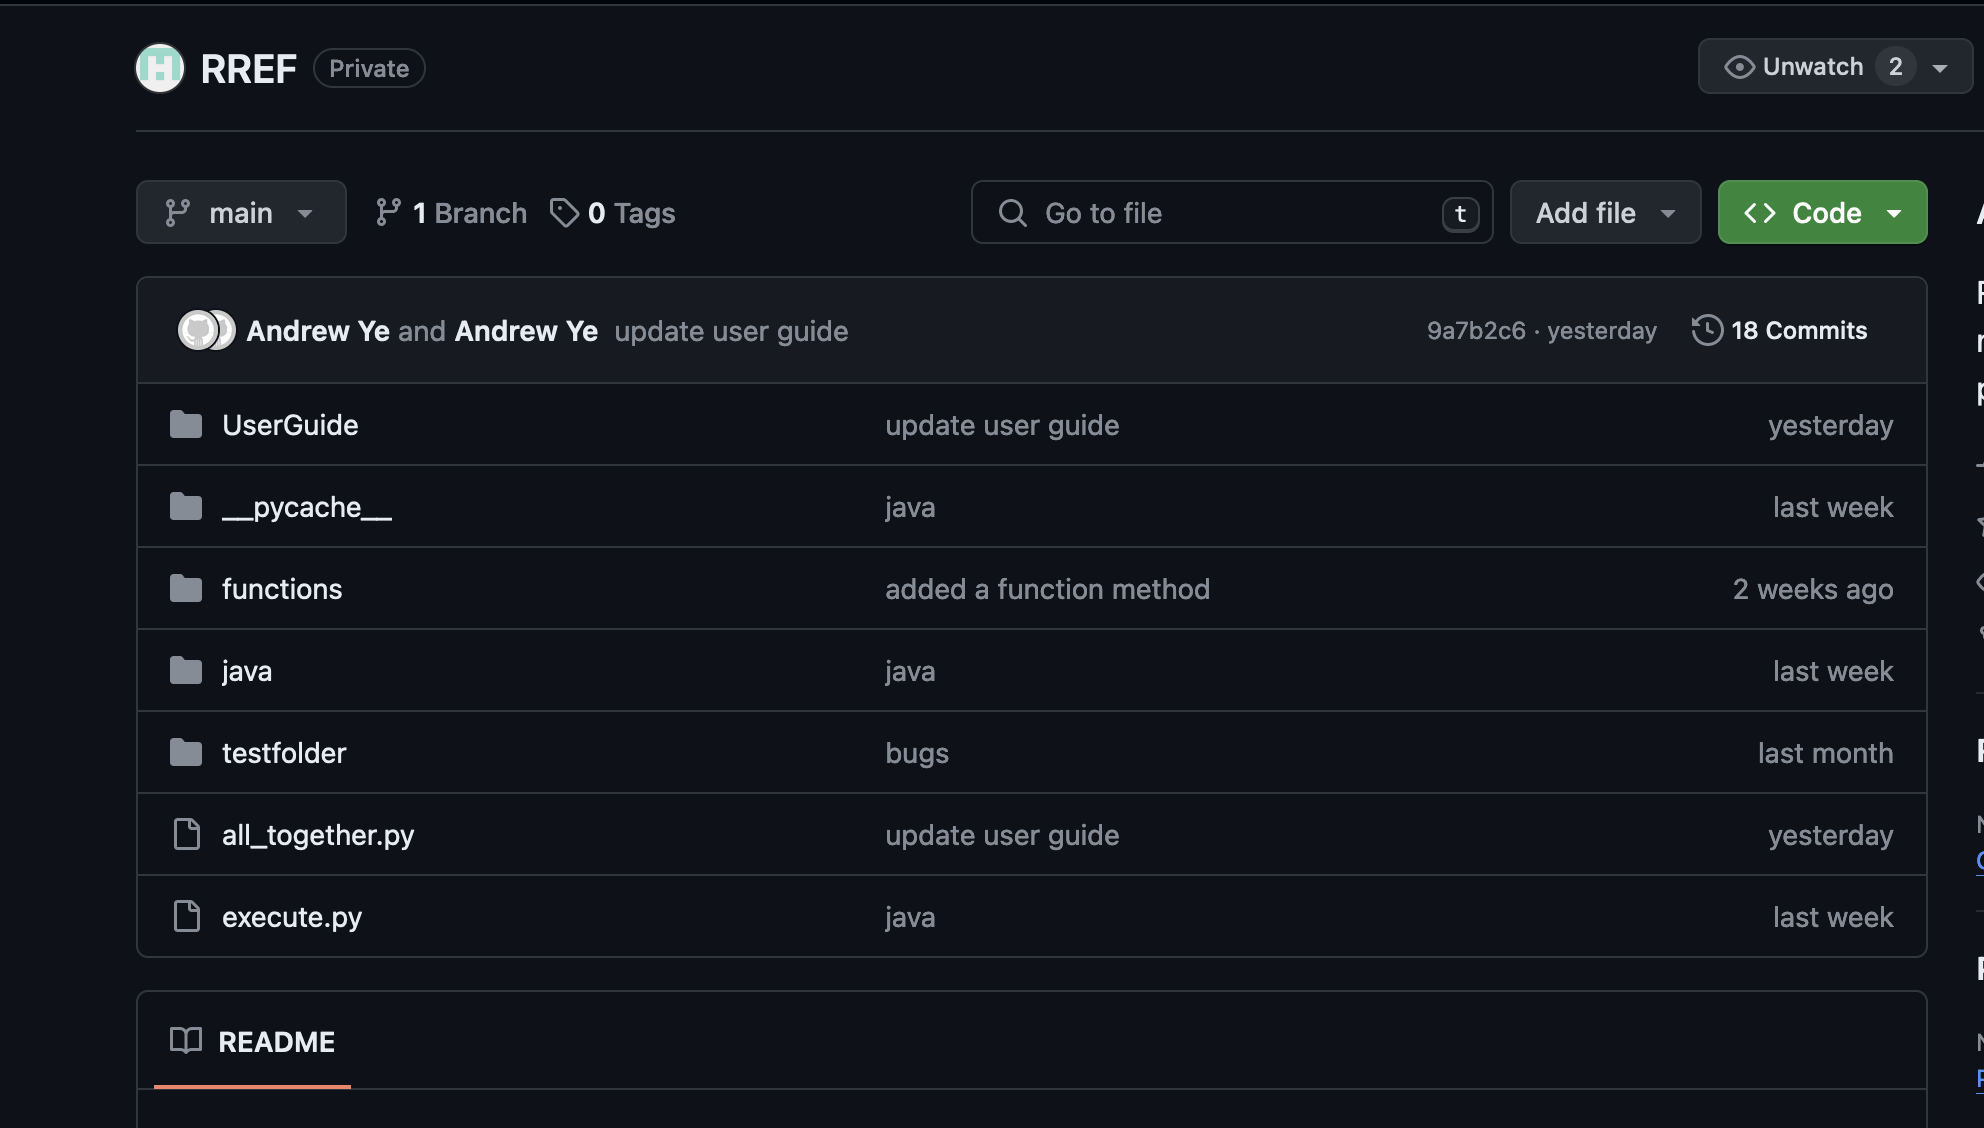 RREF Private Unwatch 2
main 1 Branch 0 Tags Go to file t Add file Code
Andrew Ye and Andrew Ye update user guide 9a7b2c6 · yesterday 18 Commits
UserGuide update user guide yesterday
__pycache__ java last week
functions added a function method 2 weeks ago
java java last week
testfolder bugs last month
all_together.py update user guide yesterday
execute.py java last week
README